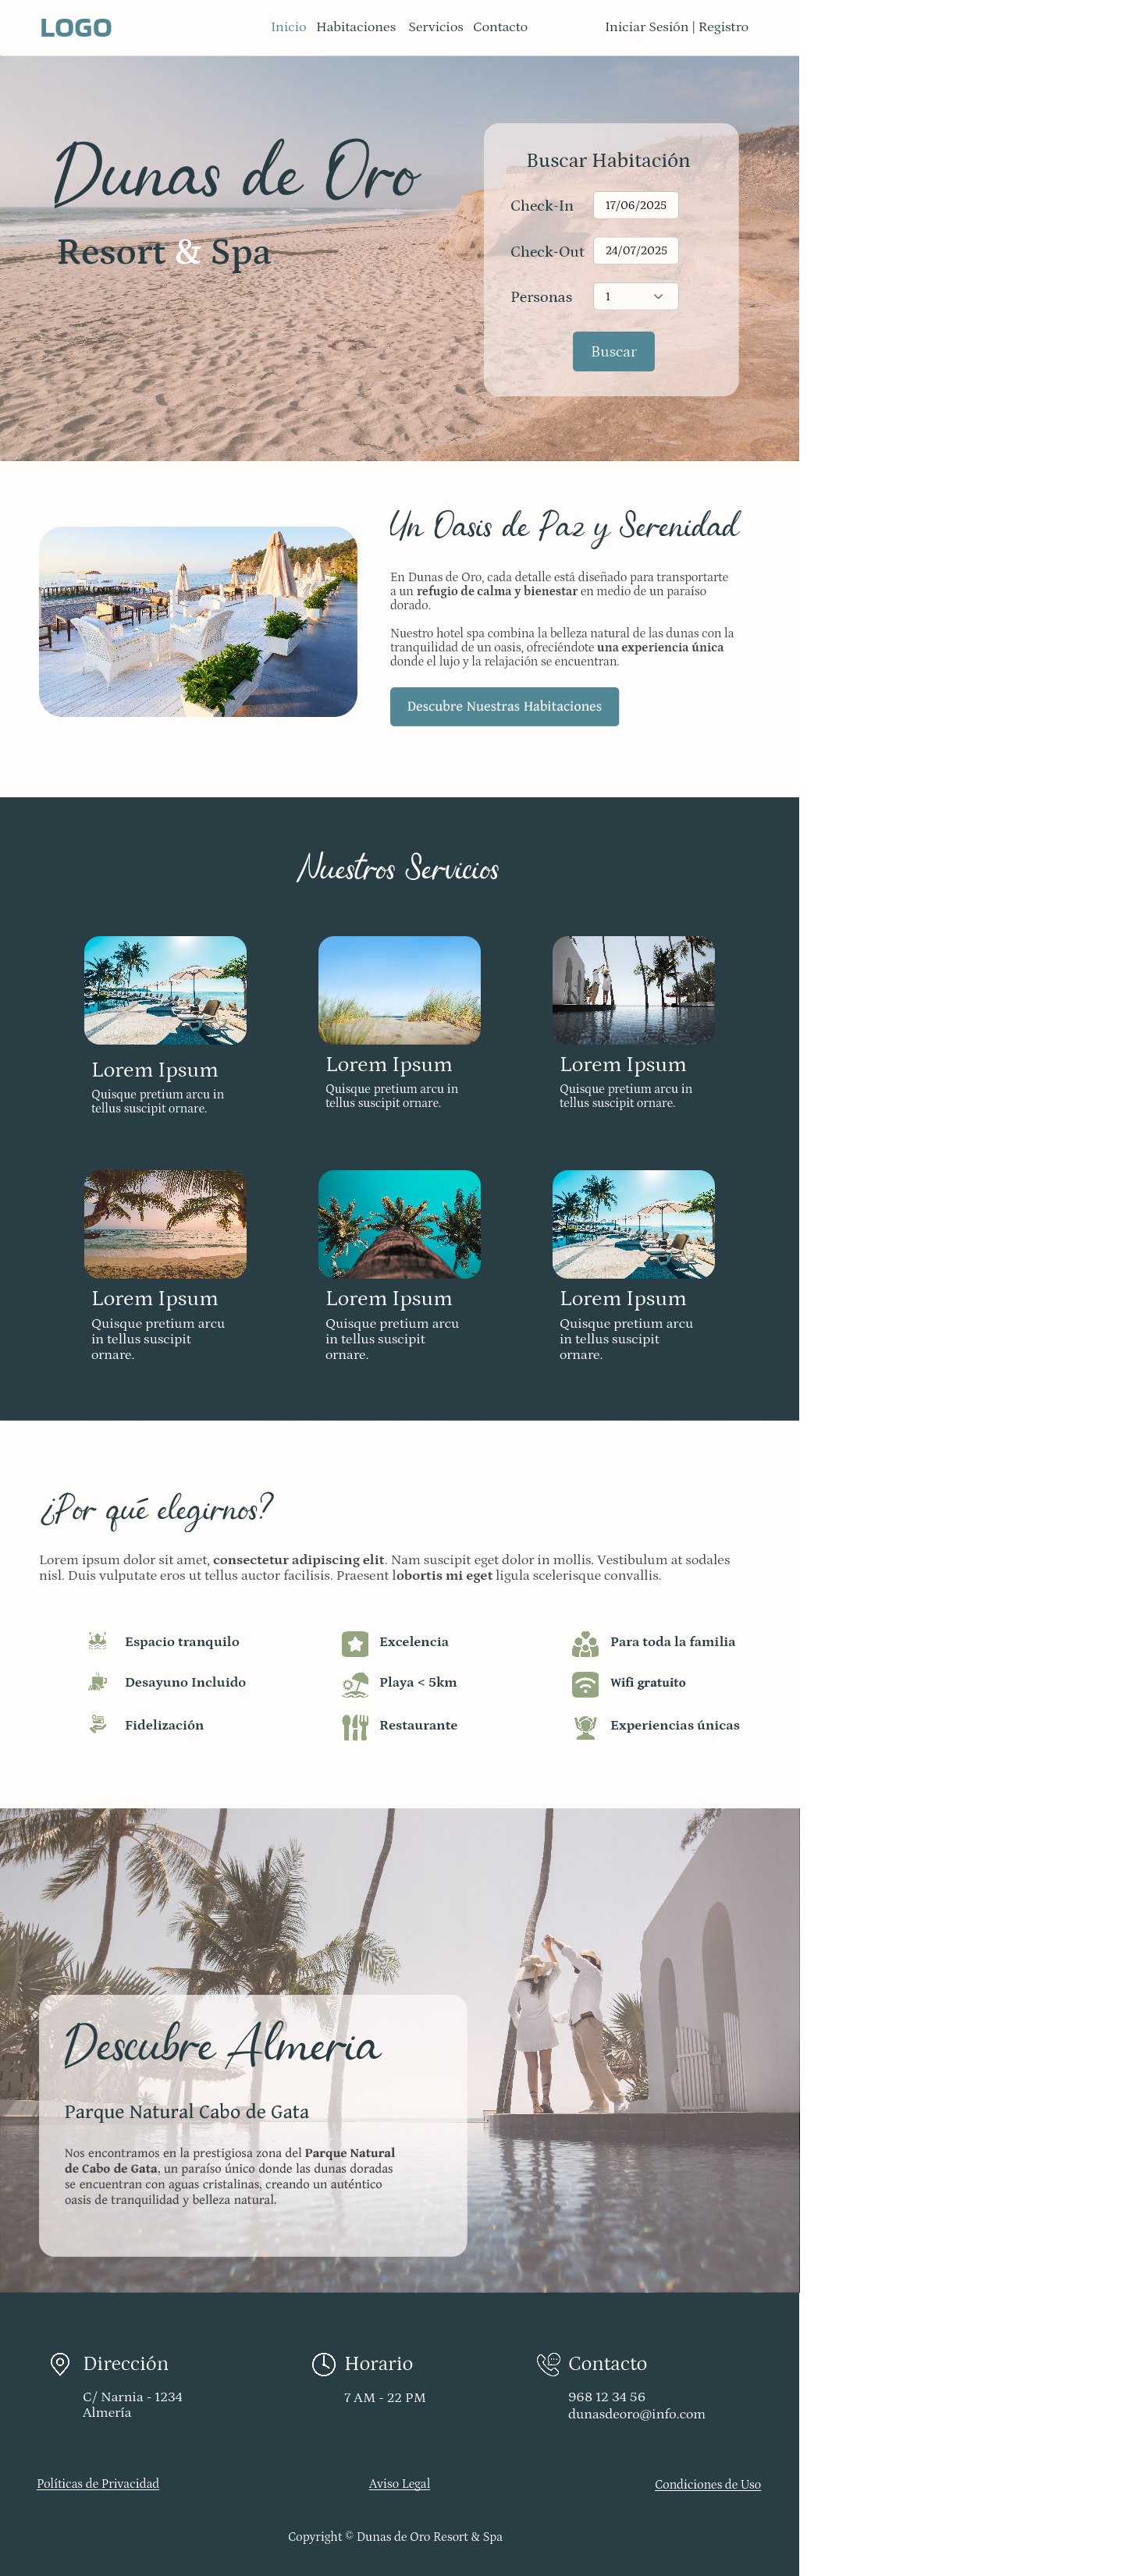 LOGO
Inicio Habitaciones Servicios Contacto
Iniciar Sesión | Registro
Dunas de Oro
Resort & Spa
Buscar Habitación
Check-In 17/06/2025
Check-Out 24/07/2025
Personas 1
Buscar
Un Oasis de Paz y Serenidad
En Dunas de Oro, cada detalle está diseñado para transportarte
a un refugio de calma y bienestar en medio de un paraíso
dorado.
Nuestro hotel spa combina la belleza natural de las dunas con la
tranquilidad de un oasis, ofreciéndote una experiencia única
donde el lujo y la relajación se encuentran.
Descubre Nuestras Habitaciones
Nuestros Servicios
Lorem Ipsum
Quisque pretium arcu in
tellus suscipit ornare.
Lorem Ipsum
Quisque pretium arcu in
tellus suscipit ornare.
Lorem Ipsum
Quisque pretium arcu in
tellus suscipit ornare.
Lorem Ipsum
Quisque pretium arcu
in tellus suscipit
ornare.
Lorem Ipsum
Quisque pretium arcu
in tellus suscipit
ornare.
Lorem Ipsum
Quisque pretium arcu
in tellus suscipit
ornare.
¿Por qué elegirnos?
Lorem ipsum dolor sit amet, consectetur adipiscing elit. Nam suscipit eget dolor in mollis. Vestibulum at sodales
nisl. Duis vulputate eros ut tellus auctor facilisis. Praesent lobortis mi eget ligula scelerisque convallis.
Espacio tranquilo
Excelencia
Para toda la familia
Desayuno Incluido
Playa < 5km
Wifi gratuito
Fidelización
Restaurante
Experiencias únicas
Descubre Almeria
Parque Natural Cabo de Gata
Nos encontramos en la prestigiosa zona del Parque Natural
de Cabo de Gata, un paraíso único donde las dunas doradas
se encuentran con aguas cristalinas, creando un auténtico
oasis de tranquilidad y belleza natural.
Dirección
C/ Narnia - 1234
Almería
Horario
7 AM - 22 PM
Contacto
968 12 34 56
dunasdeoro@info.com
Políticas de Privacidad
Aviso Legal
Condiciones de Uso
Copyright © Dunas de Oro Resort & Spa